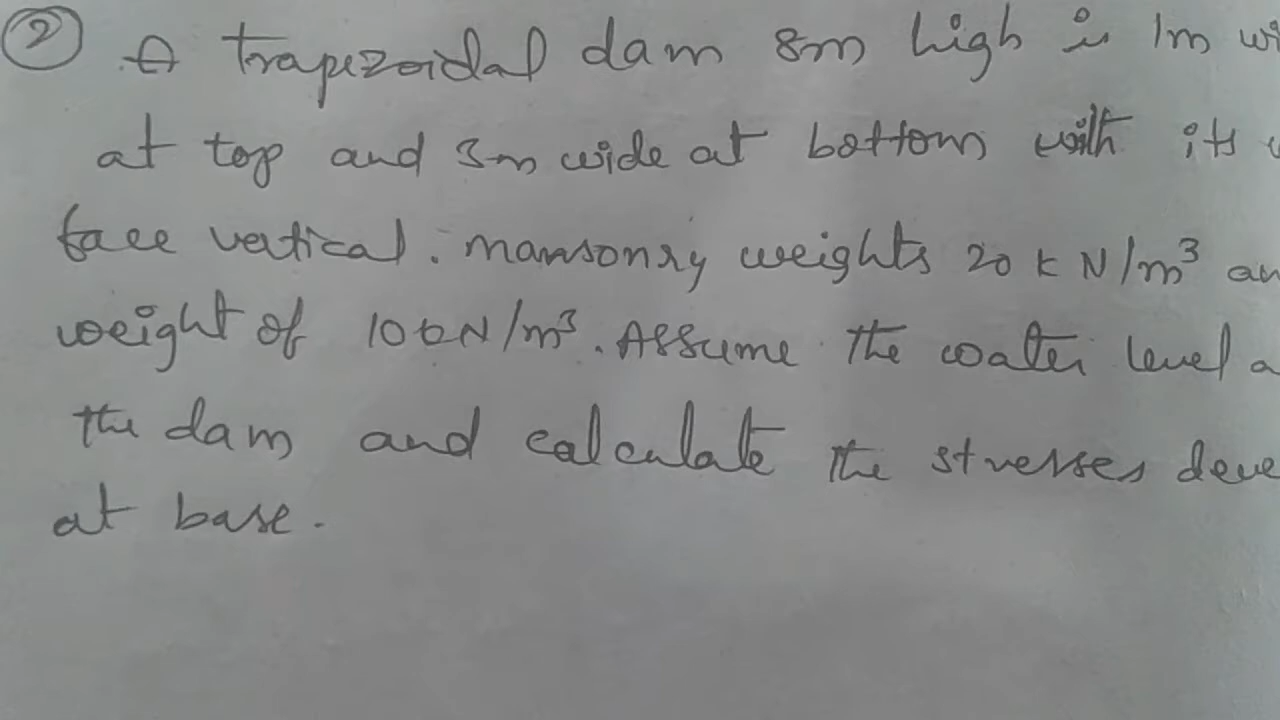 ② A trapezoidal dam 8m high is 1m wi
at top and 3m wide at bottom with its
face vertical. mansonry weights 20 kN/m³ an
weight of 10kN/m³. Assume the water level a
the dam and calculate the stresses deve
at base.